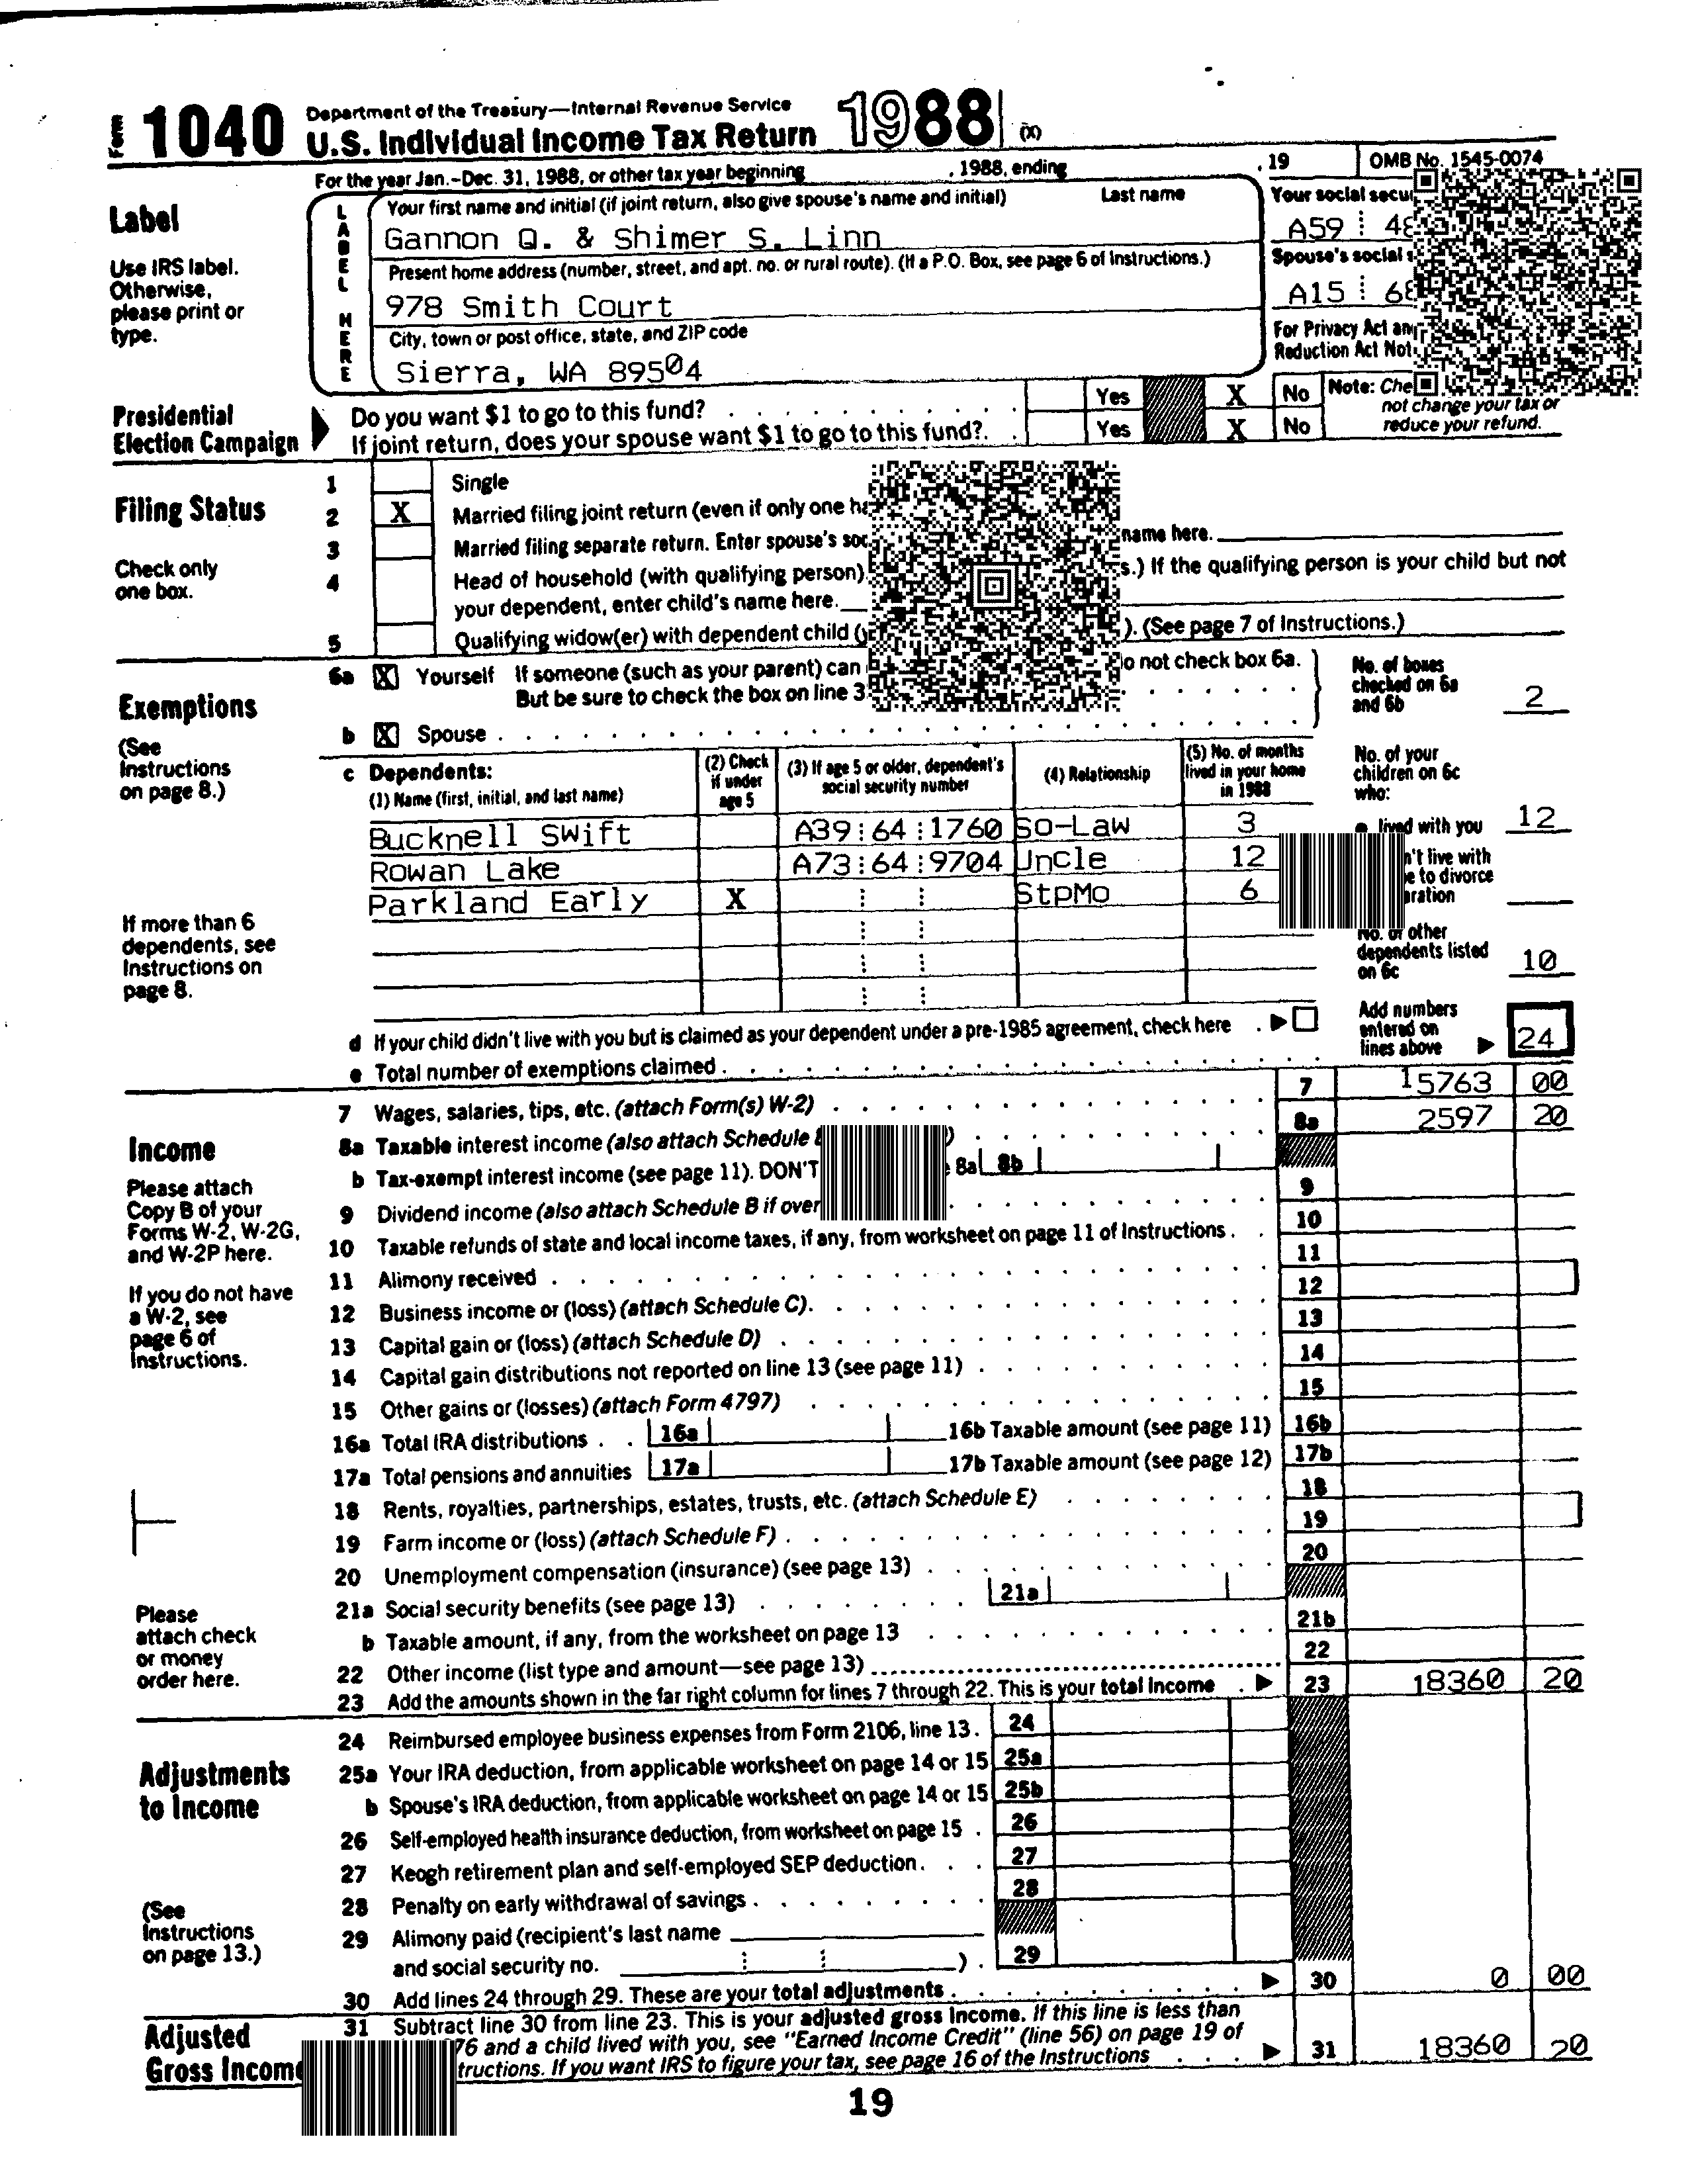 Form 1040 Department of the Treasury—Internal Revenue Service
U.S. Individual Income Tax Return 1988 (X)
For the year Jan.-Dec. 31, 1988, or other tax year beginning , 1988, ending , 19 OMB No. 1545-0074
Label
Use IRS label.
Otherwise,
please print or
type.
LABEL HERE
Your first name and initial (if joint return, also give spouse's name and initial) Last name
Gannon Q. & Shimer S. Linn
Present home address (number, street, and apt. no. or rural route). (If a P.O. Box, see page 6 of Instructions.)
978 Smith Court
City, town or post office, state, and ZIP code
Sierra, WA 89504
Your social
A59 48
Spouse's social
A15
For Privacy Act
Reduction Act
Presidential
Election Campaign
Do you want $1 to go to this fund? Yes X No
If joint return, does your spouse want $1 to go to this fund? Yes X No
Note:
not change your tax or
reduce your refund.
Filing Status
Check only
one box.
1 Single
2 X Married filing joint return (even if only one
3 Married filing separate return. Enter spouse's name here.
4 Head of household (with qualifying person). If the qualifying person is your child but not
your dependent, enter child's name here.
5 Qualifying widow(er) with dependent child ). (See page 7 of Instructions.)
Exemptions
(See
Instructions
on page 8.)
6a X Yourself If someone (such as your parent) can not check box 6a.
But be sure to check the box on line
b X Spouse
No. of boxes
checked on 6a
and 6b 2
c Dependents:
(1) Name (first, initial, and last name)
(2) Check
if under
age 5
(3) If age 5 or older, dependent's
social security number
(4) Relationship
(5) No. of months
lived in your home
in 1988
Bucknell Swift A39 64 1760 So-Law 3
Rowan Lake A73 64 9704 Uncle 12
Parkland Early X StpMo 6
If more than 6
dependents, see
Instructions on
page 8.
No. of your
children on 6c
who:
● lived with you 12
live with
to divorce
No. of other
dependents listed
on 6c 10
d If your child didn't live with you but is claimed as your dependent under a pre-1985 agreement, check here
e Total number of exemptions claimed
Add numbers
entered on
lines above 24
Income
Please attach
Copy B of your
Forms W-2, W-2G,
and W-2P here.
If you do not have
a W-2, see
page 6 of
Instructions.
Please
attach check
or money
order here.
7 Wages, salaries, tips, etc. (attach Form(s) W-2) 7 15763 00
8a Taxable interest income (also attach Schedule 8a 2597 20
b Tax-exempt interest income (see page 11). DON'T 8a 8b
9 Dividend income (also attach Schedule B if over 9
10 Taxable refunds of state and local income taxes, if any, from worksheet on page 11 of Instructions 10
11 Alimony received 11
12 Business income or (loss) (attach Schedule C) 12
13 Capital gain or (loss) (attach Schedule D) 13
14 Capital gain distributions not reported on line 13 (see page 11) 14
15 Other gains or (losses) (attach Form 4797) 15
16a Total IRA distributions 16a 16b Taxable amount (see page 11) 16b
17a Total pensions and annuities 17a 17b Taxable amount (see page 12) 17b
18 Rents, royalties, partnerships, estates, trusts, etc. (attach Schedule E) 18
19 Farm income or (loss) (attach Schedule F) 19
20 Unemployment compensation (insurance) (see page 13) 20
21a Social security benefits (see page 13) 21a
b Taxable amount, if any, from the worksheet on page 13 21b
22 Other income (list type and amount—see page 13) 22
23 Add the amounts shown in the far right column for lines 7 through 22. This is your total income 23 18360 20
Adjustments
to Income
(See
Instructions
on page 13.)
24 Reimbursed employee business expenses from Form 2106, line 13. 24
25a Your IRA deduction, from applicable worksheet on page 14 or 15 25a
b Spouse's IRA deduction, from applicable worksheet on page 14 or 15 25b
26 Self-employed health insurance deduction, from worksheet on page 15 26
27 Keogh retirement plan and self-employed SEP deduction 27
28 Penalty on early withdrawal of savings 28
29 Alimony paid (recipient's last name
and social security no. ) 29
30 Add lines 24 through 29. These are your total adjustments 30 0 00
Adjusted
Gross Income
31 Subtract line 30 from line 23. This is your adjusted gross income. If this line is less than
76 and a child lived with you, see "Earned Income Credit" (line 56) on page 19 of
If you want IRS to figure your tax, see page 16 of the Instructions 31 18360 20
19